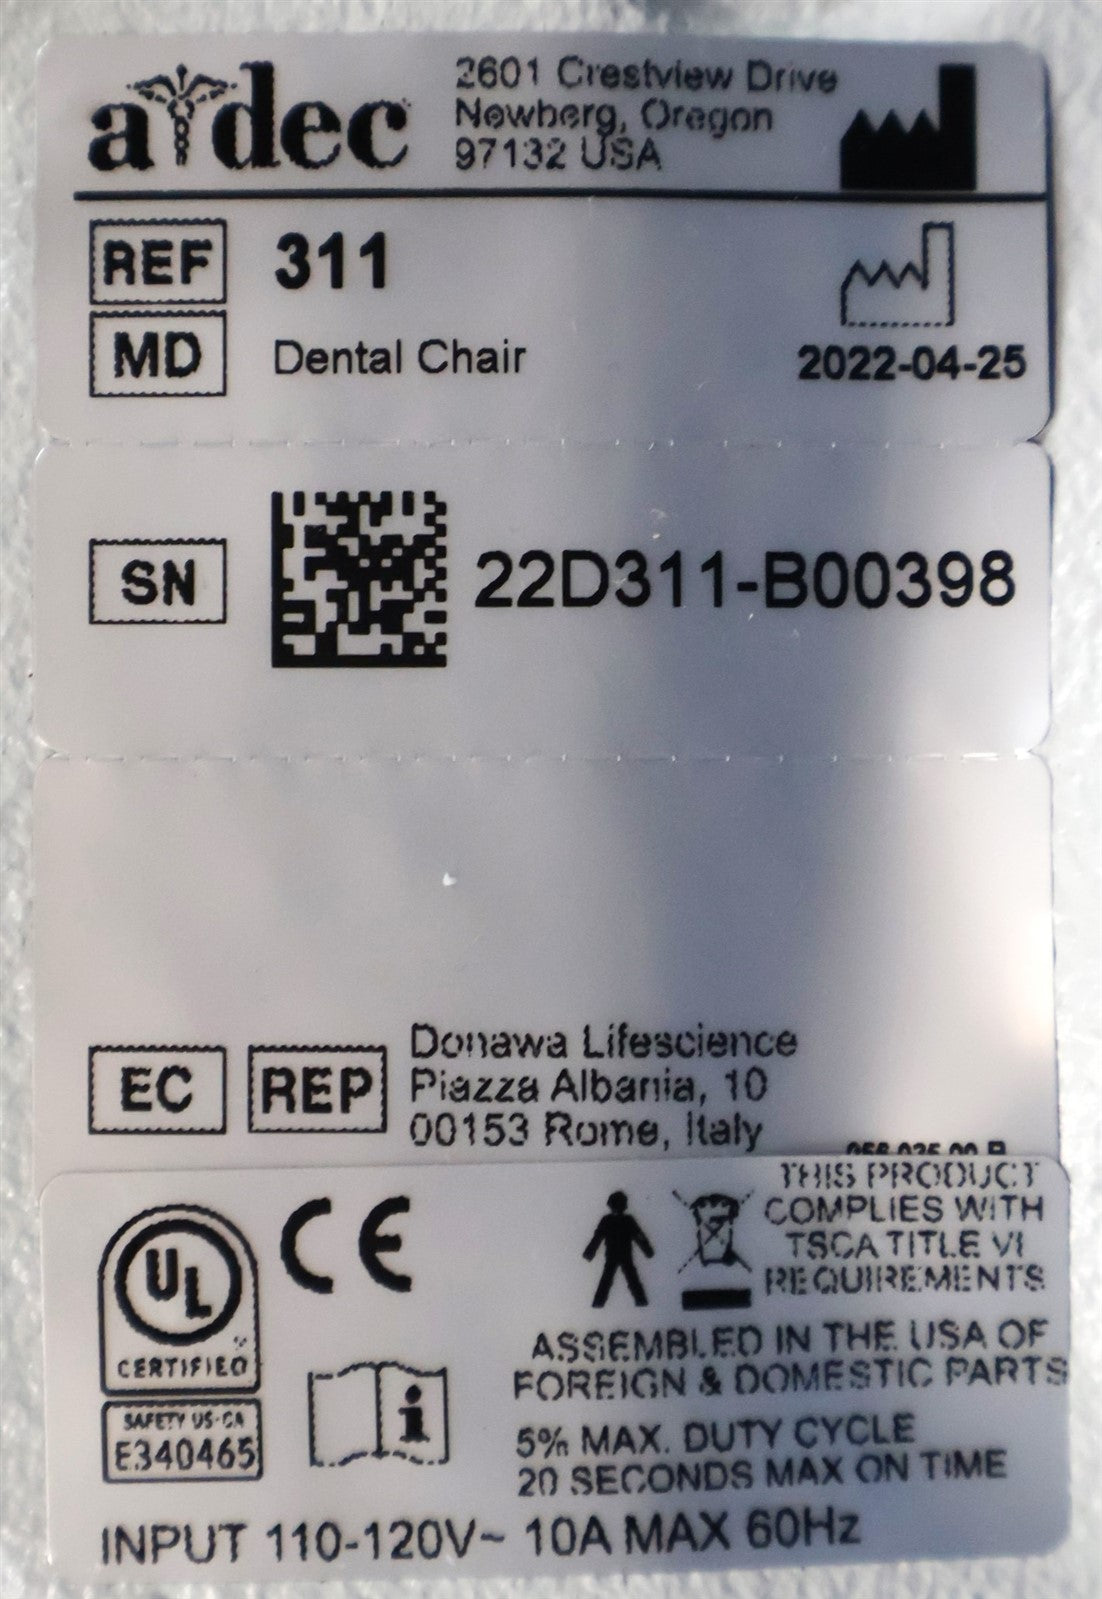 a dec
2601 Crestview Drive
Newberg, Oregon
97132 USA
REF 311
MD Dental Chair
2022-04-25
SN 22D311-B00398
EC REP
Donawa Lifescience
Piazza Albania, 10
00153 Rome, Italy
UL
CERTIFIED
SAFETY US-CA
E340465
CE
i
THIS PRODUCT
COMPLIES WITH
TSCA TITLE VI
REQUIREMENTS
ASSEMBLED IN THE USA OF
FOREIGN & DOMESTIC PARTS
5% MAX. DUTY CYCLE
20 SECONDS MAX ON TIME
INPUT 110-120V~ 10A MAX 60Hz